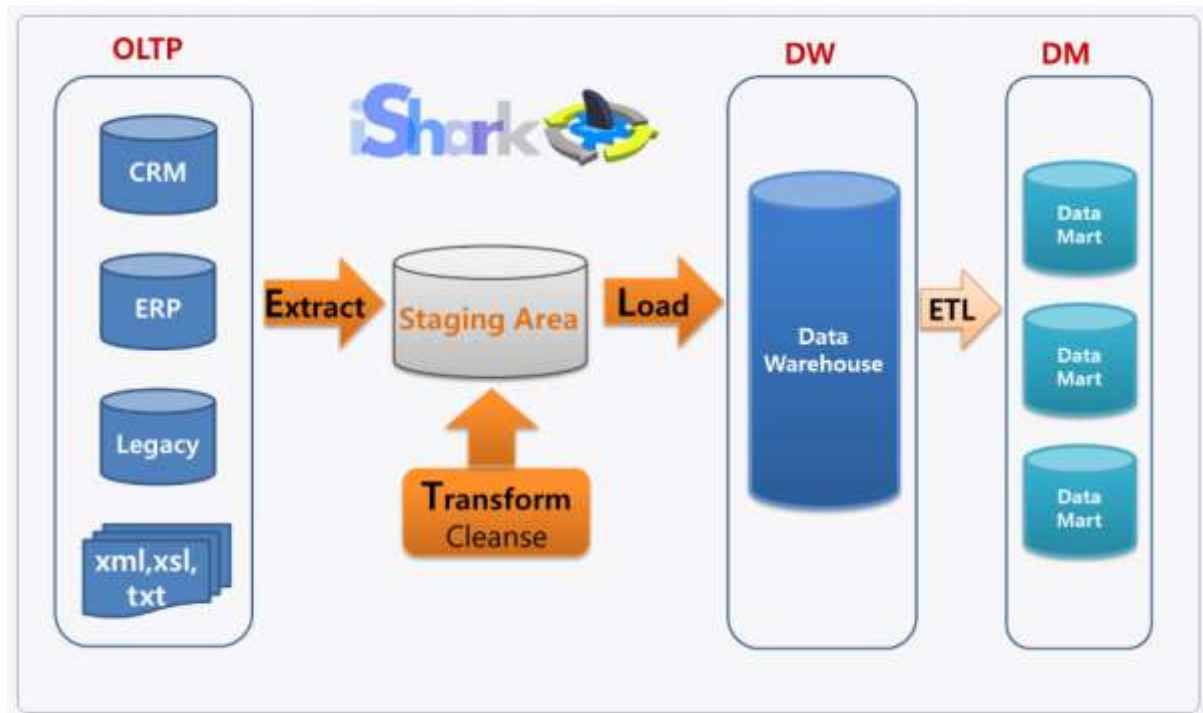 OLTP
CRM
ERP
Legacy
xml,xsl,
txt
iShark
Extract
Staging Area
Transform
Cleanse
Load
DW
Data
Warehouse
ETL
DM
Data
Mart
Data
Mart
Data
Mart